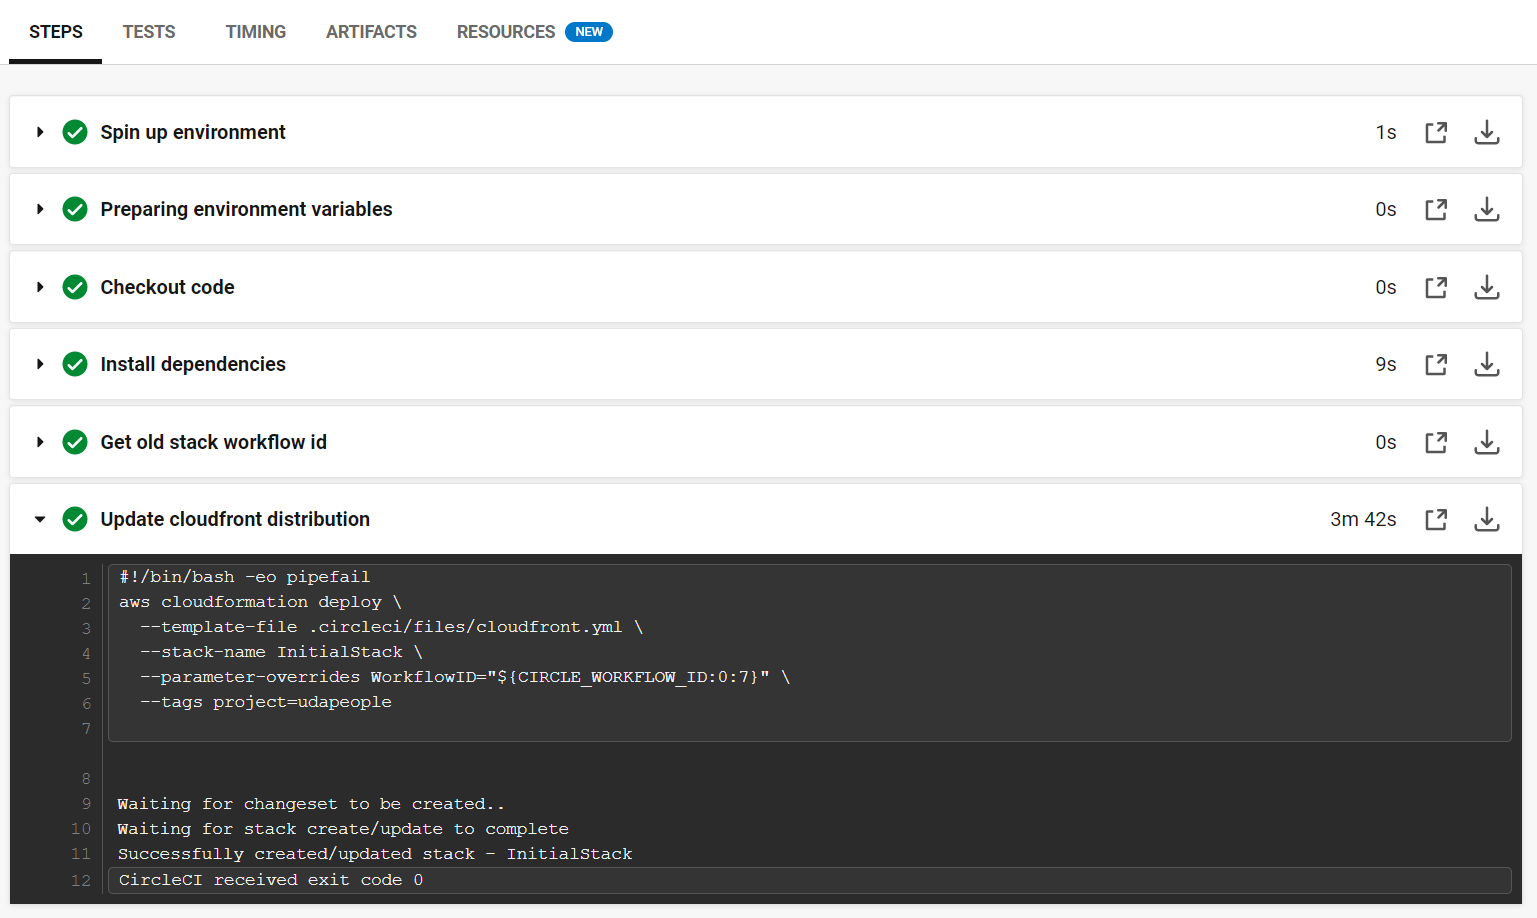 STEPS TESTS TIMING ARTIFACTS RESOURCES NEW
Spin up environment 1s
Preparing environment variables 0s
Checkout code 0s
Install dependencies 9s
Get old stack workflow id 0s
Update cloudfront distribution 3m 42s
1 #!/bin/bash -eo pipefail
2 aws cloudformation deploy \
3 --template-file .circleci/files/cloudfront.yml \
4 --stack-name InitialStack \
5 --parameter-overrides WorkflowID="${CIRCLE_WORKFLOW_ID:0:7}" \
6 --tags project=udapeople
7
8
9 Waiting for changeset to be created..
10 Waiting for stack create/update to complete
11 Successfully created/updated stack - InitialStack
12 CircleCI received exit code 0